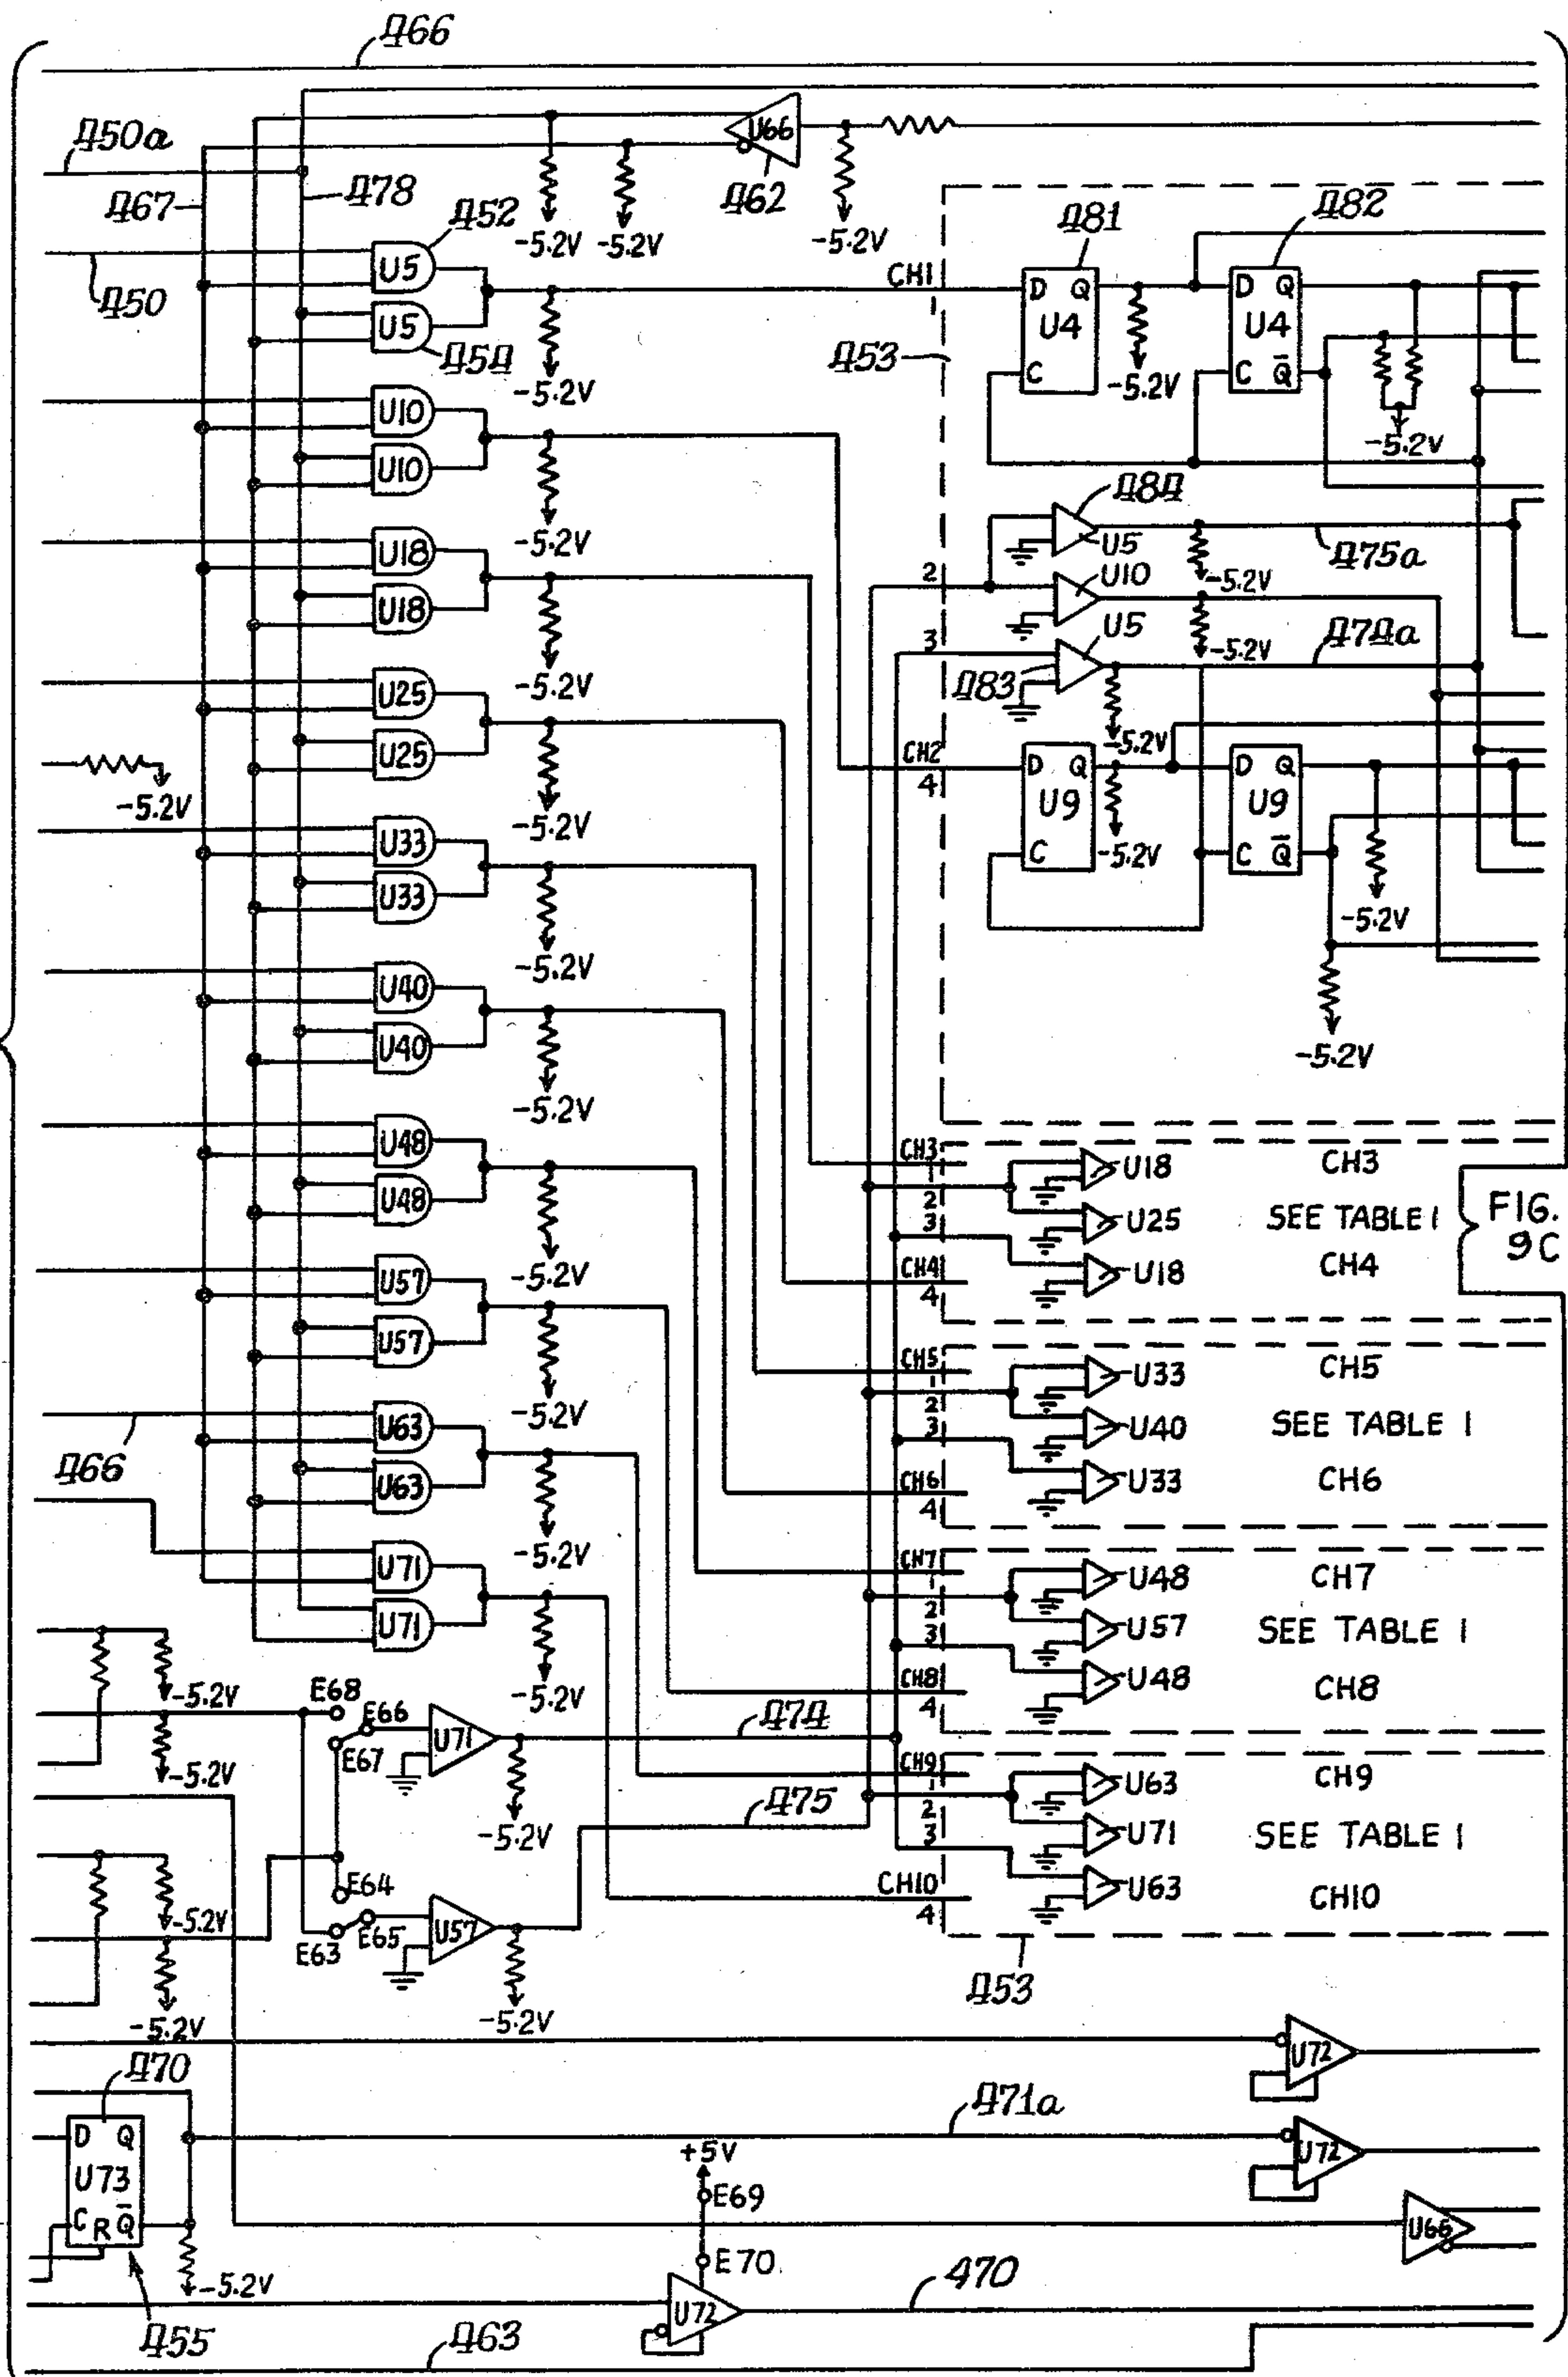 466
450a
U66
467
478
462
452
-5.2V -5.2V
-5.2V
481
482
450
U5
CH1
1
D Q
U4
C
D Q
U4
C Q̅
U5
454
453
-5.2V
-5.2V
-5.2V
U10
U10
-5.2V
484
U5
475a
U18
2
U10
-5.2V
U18
3
U5
-5.2V
474a
-5.2V
483
U25
-5.2V
U25
CH2
4
D Q
U9
C
D Q
U9
C Q̅
-5.2V
-5.2V
-5.2V
U33
-5.2V
U33
-5.2V
U40
U40
-5.2V
-5.2V
U48
CH3
1
U18
CH3
U48
2
3
U25
SEE TABLE 1
FIG.
9C
U57
-5.2V
CH4
4
U18
CH4
U57
CH5
1
U33
CH5
-5.2V
U63
2
3
U40
SEE TABLE 1
466
U63
CH6
4
U33
CH6
-5.2V
U71
CH7
1
U48
CH7
U71
2
3
U57
SEE TABLE 1
-5.2V
-5.2V
CH8
4
U48
CH8
E68
E66
E67
U71
474
-5.2V
CH9
1
U63
CH9
475
-5.2V
2
3
U71
SEE TABLE 1
E64
CH10
4
U63
CH10
-5.2V
E63
E65
U57
453
-5.2V
-5.2V
U72
470
471a
D Q
U73
C R Q̅
U72
+5V
E69
U66
E70
-5.2V
470
U72
455
463